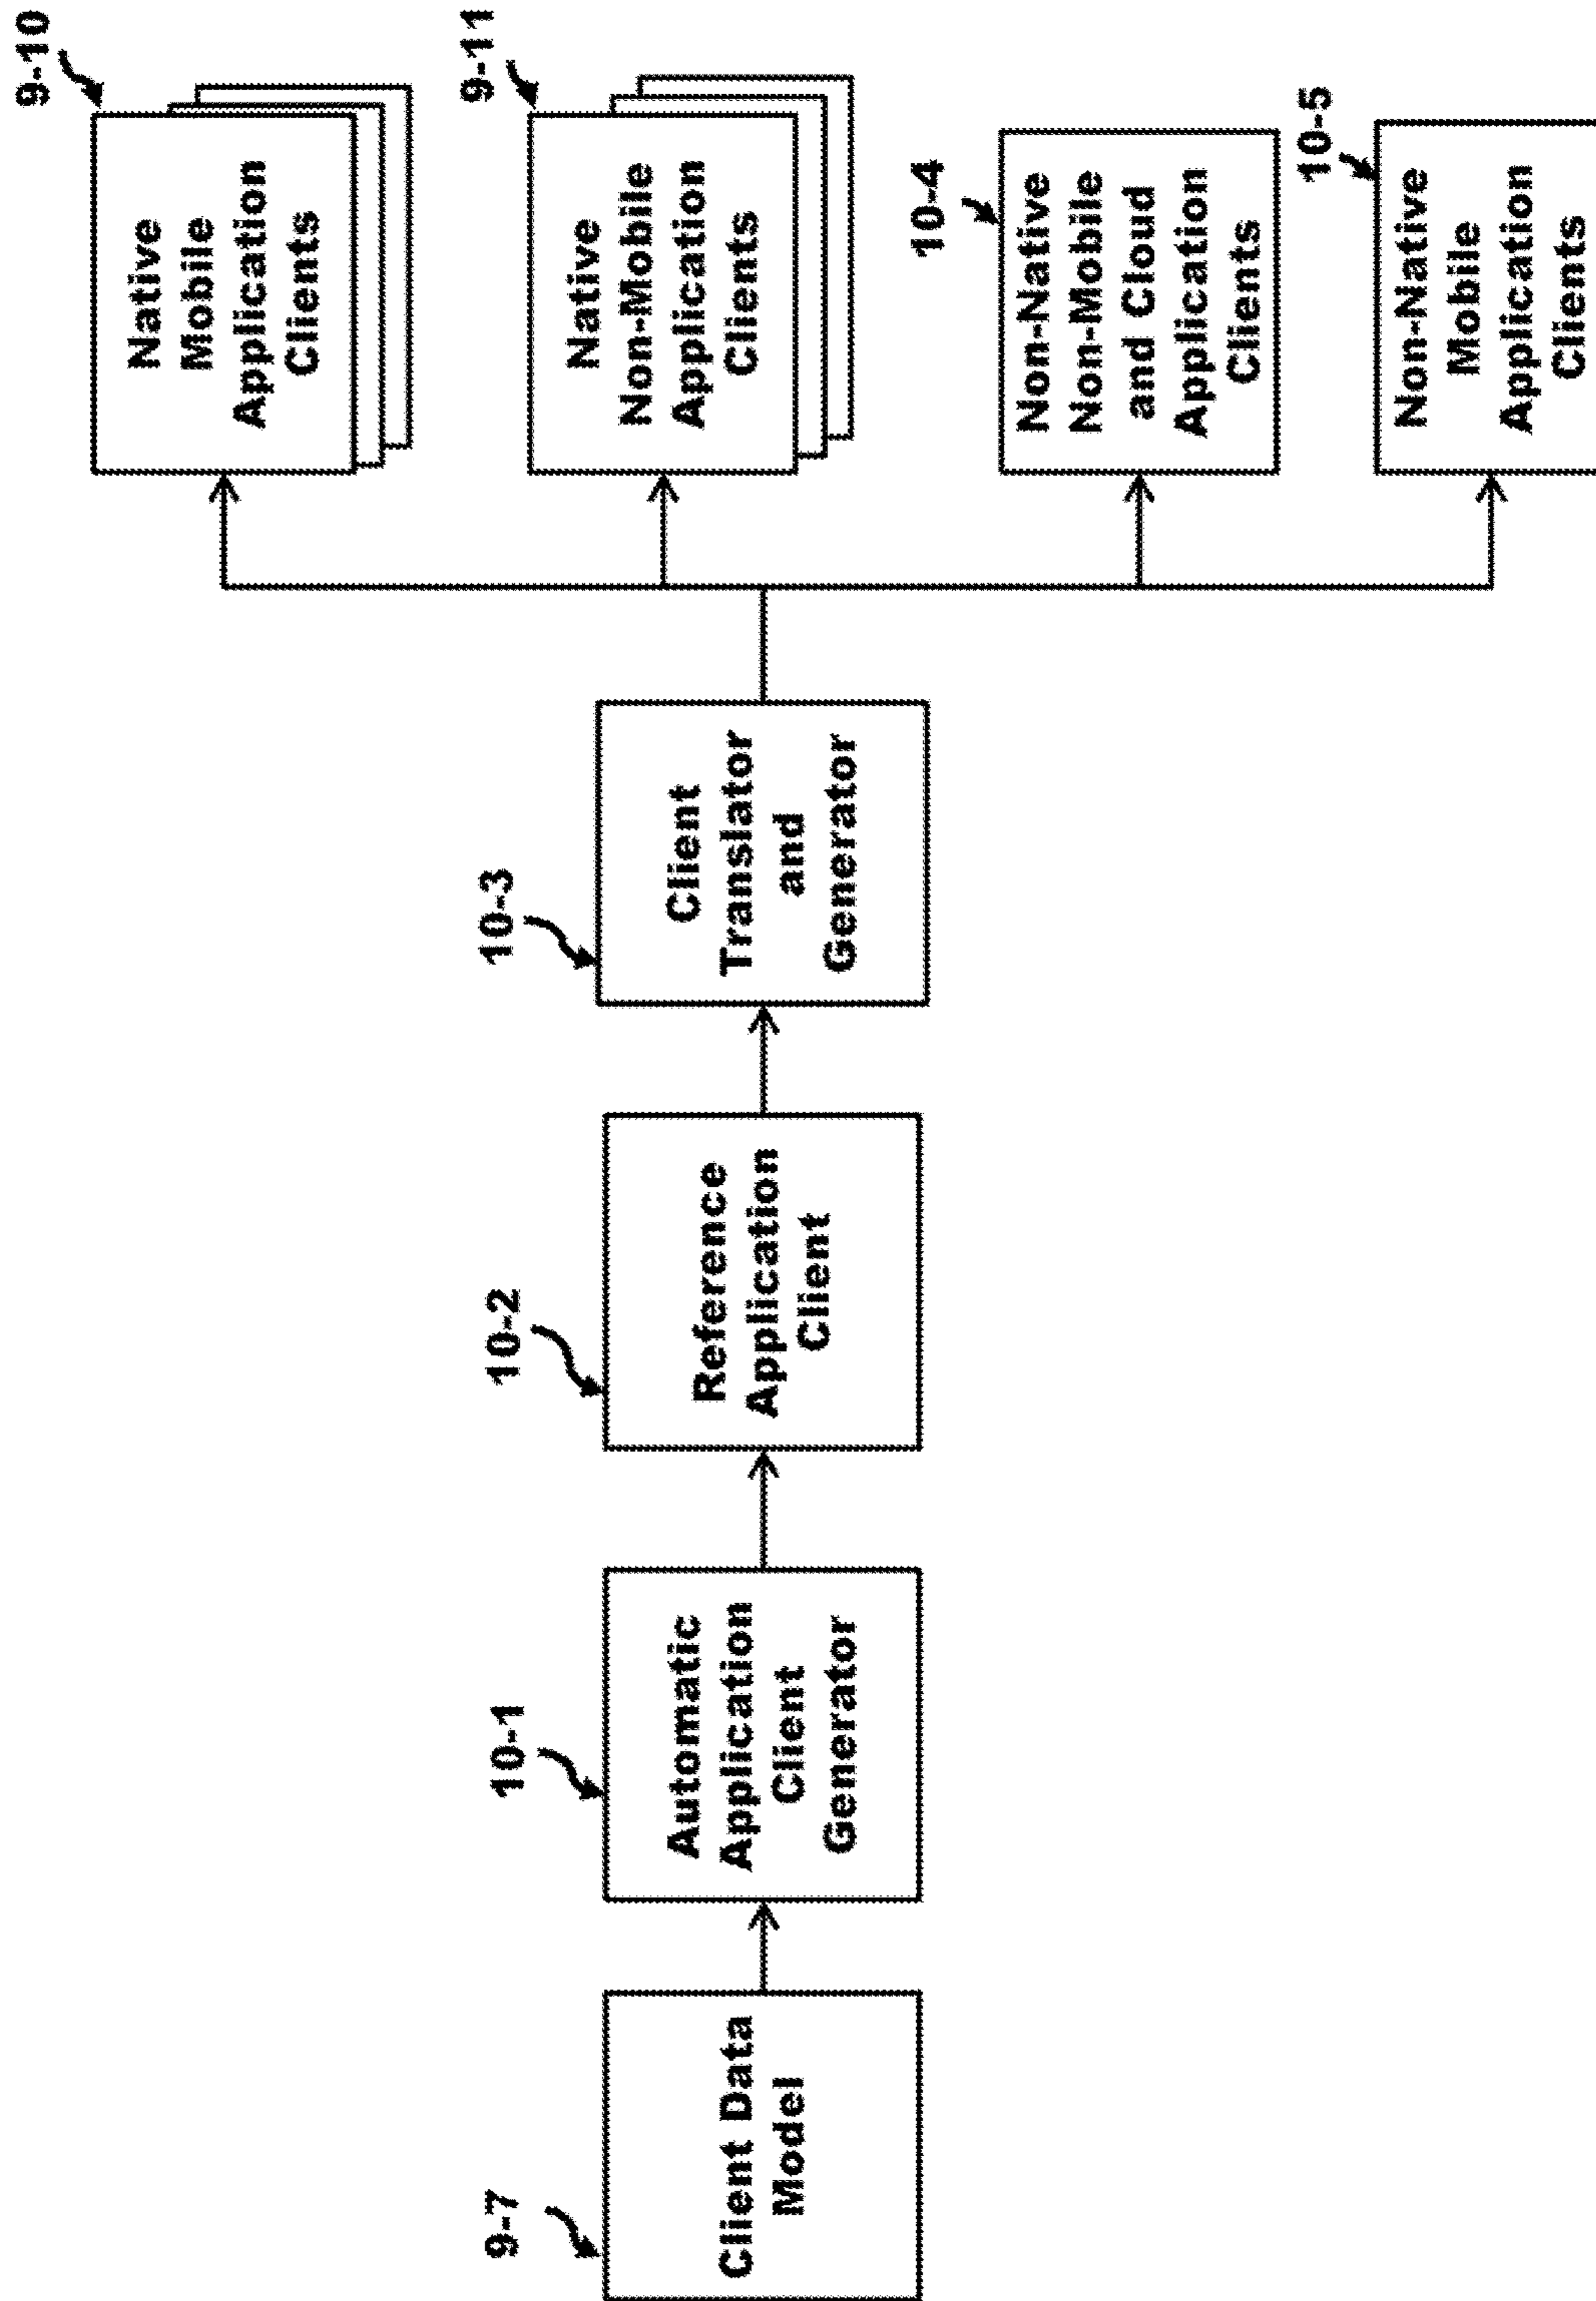 9-7
Client Data
Model
10-1
Automatic
Application
Client
Generator
10-2
Reference
Application
Client
10-3
Client
Translator
and
Generator
9-10
Native
Mobile
Application
Clients
9-11
Native
Non-Mobile
Application
Clients
10-4
Non-Native
Non-Mobile
and Cloud
Application
Clients
10-5
Non-Native
Mobile
Application
Clients